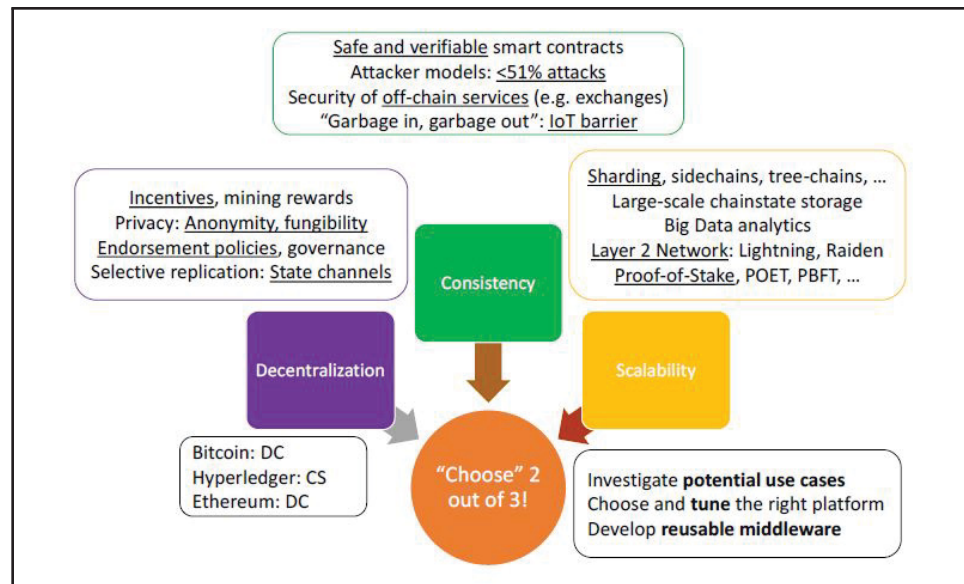 Safe and verifiable smart contracts
Attacker models: <51% attacks
Security of off-chain services (e.g. exchanges)
“Garbage in, garbage out”: IoT barrier
Incentives, mining rewards
Privacy: Anonymity, fungibility
Endorsement policies, governance
Selective replication: State channels
Sharding, sidechains, tree-chains, ...
Large-scale chainstate storage
Big Data analytics
Layer 2 Network: Lightning, Raiden
Proof-of-Stake, POET, PBFT, ...
Consistency
Decentralization
Scalability
“Choose” 2
out of 3!
Bitcoin: DC
Hyperledger: CS
Ethereum: DC
Investigate potential use cases
Choose and tune the right platform
Develop reusable middleware